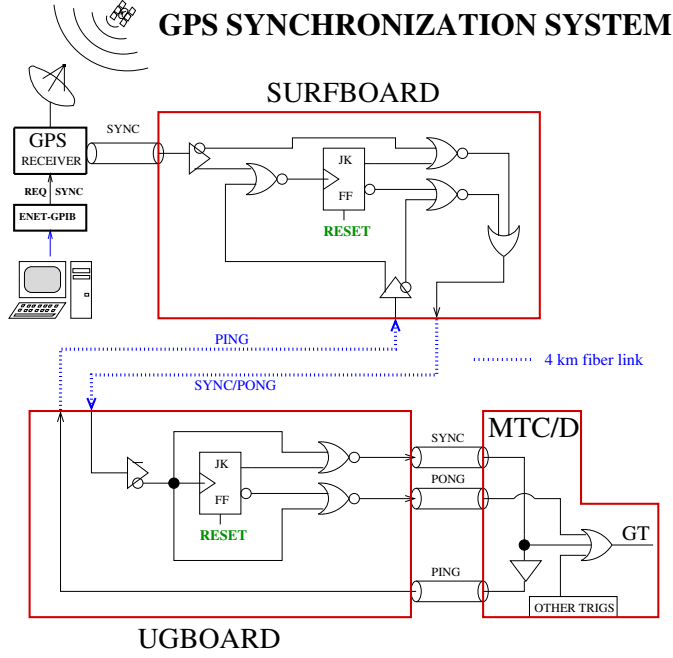 GPS SYNCHRONIZATION SYSTEM
SURFBOARD
SYNC
GPS
RECEIVER
REQ SYNC
ENET-GPIB
JK
FF
RESET
PING
SYNC/PONG
4 km fiber link
MTC/D
SYNC
JK
FF
RESET
PONG
GT
PING
OTHER TRIGS
UGBOARD